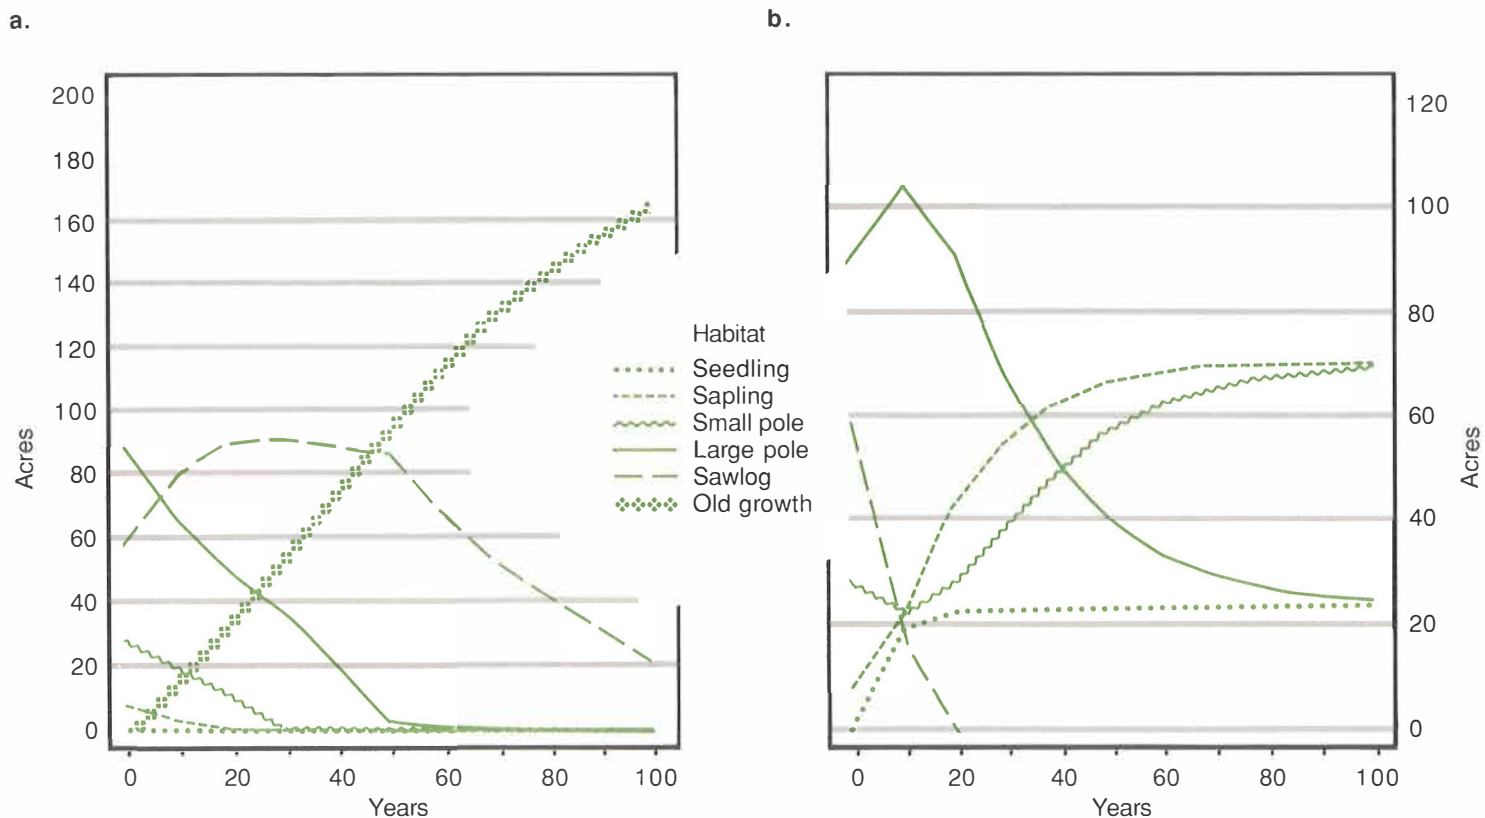 a.
200
180
160
140
120
100
80
60
40
20
0
Acres
0 20 40 60 80 100
Years
Habitat
Seedling
Sapling
Small pole
Large pole
Sawlog
Old growth
b.
120
100
80
60
40
20
0
Acres
0 20 40 60 80 100
Years